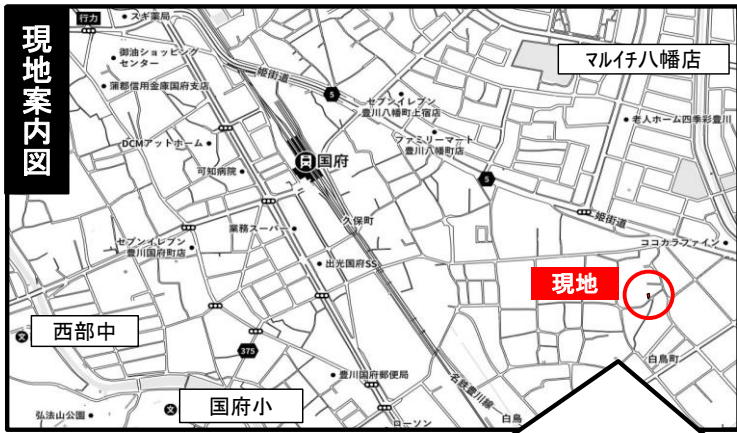 現地案内図
行力
スギ薬局
御油ショッピング
センター
蒲郡信用金庫国府支店
姫街道
5
マルイチ八幡店
セブンイレブン
豊川八幡町上宿店
老人ホーム四季彩豊川
DCMアットホーム
ファミリーマート
豊川八幡町店
国府
可知病院
5
久保町
姫街道
業務スーパー
セブンイレブン
豊川国府町店
ココカラファイン
出光国府SS
現地
西部中
文
375
白鳥町
豊川国府郵便局
名鉄豊川線
国府小
文
弘法山公園
ローソン
白鳥